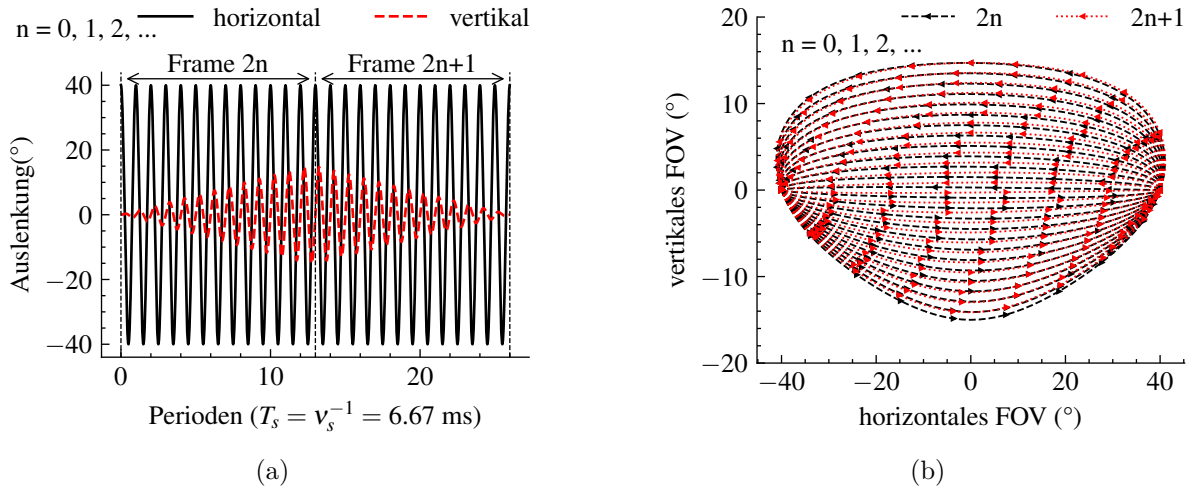 horizontal vertikal
n = 0, 1, 2, ...
Frame 2n Frame 2n+1
40
20
0
−20
−40
Auslenkung(°)
0 10 20
Perioden (T_s = ν_s^{-1} = 6.67 ms)
(a)
2n 2n+1
n = 0, 1, 2, ...
20
10
0
−10
−20
vertikales FOV (°)
−40 −20 0 20 40
horizontales FOV (°)
(b)